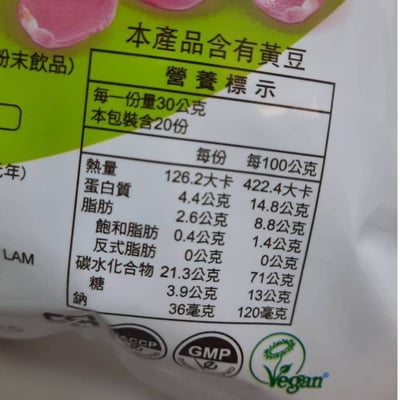 本產品含有黃豆
粉末飲品)
營養標示
每一份量30公克
本包裝含20份
每份 每100公克
熱量 126.2大卡 422.4大卡
蛋白質 4.4公克 14.8公克
脂肪 2.6公克 8.8公克
飽和脂肪 0.4公克 1.4公克
反式脂肪 0公克 0公克
碳水化合物 21.3公克 71公克
糖 3.9公克 13公克
鈉 36毫克 120毫克
年)
LAM
GMP
Vegan